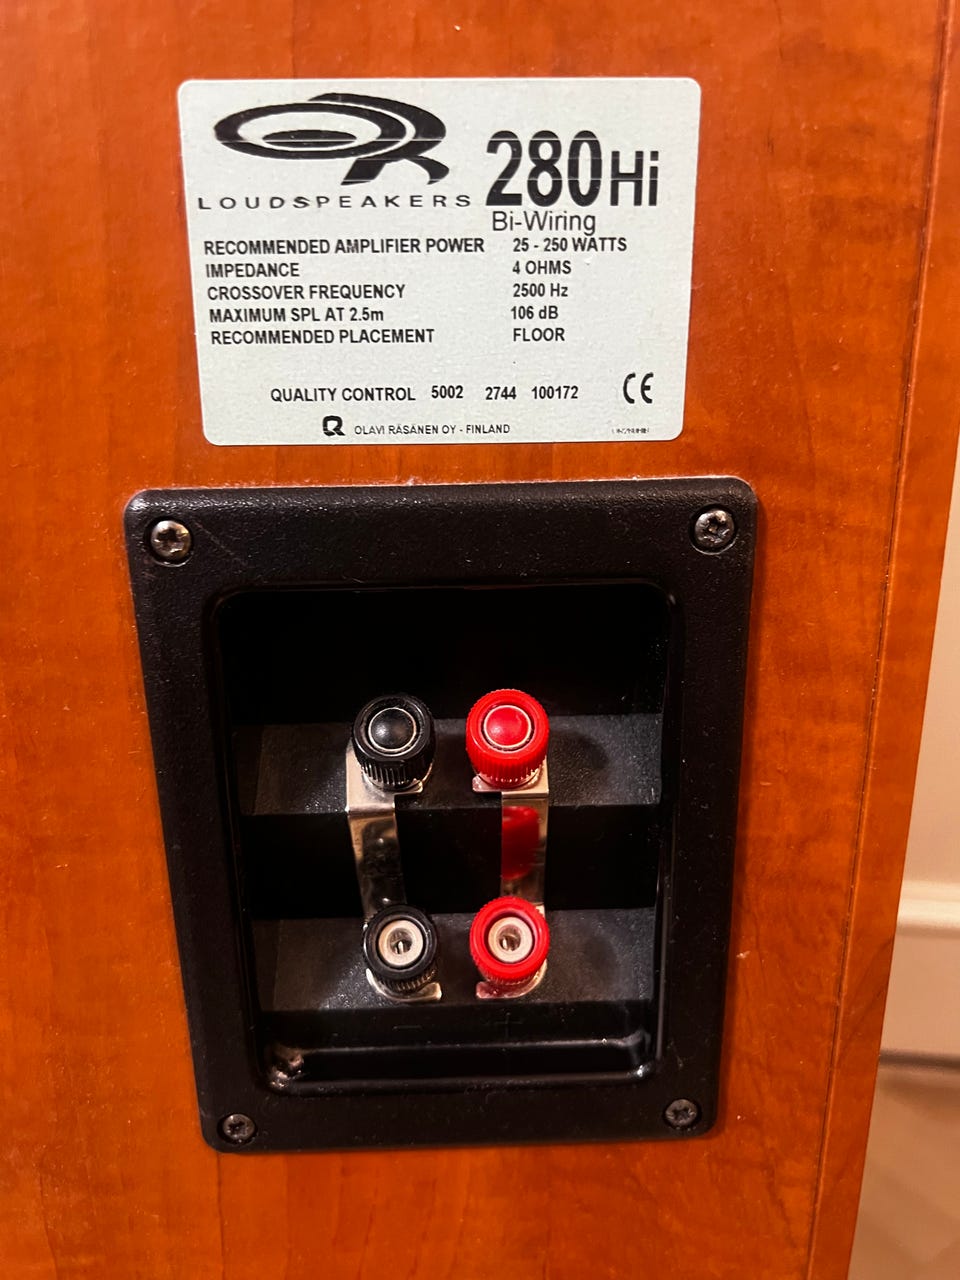 OR
LOUDSPEAKERS
280Hi
Bi-Wiring
RECOMMENDED AMPLIFIER POWER 25 - 250 WATTS
IMPEDANCE 4 OHMS
CROSSOVER FREQUENCY 2500 Hz
MAXIMUM SPL AT 2.5m 106 dB
RECOMMENDED PLACEMENT FLOOR
QUALITY CONTROL 5002 2744 100172 CE
OLAVI RÄSÄNEN OY - FINLAND
- +